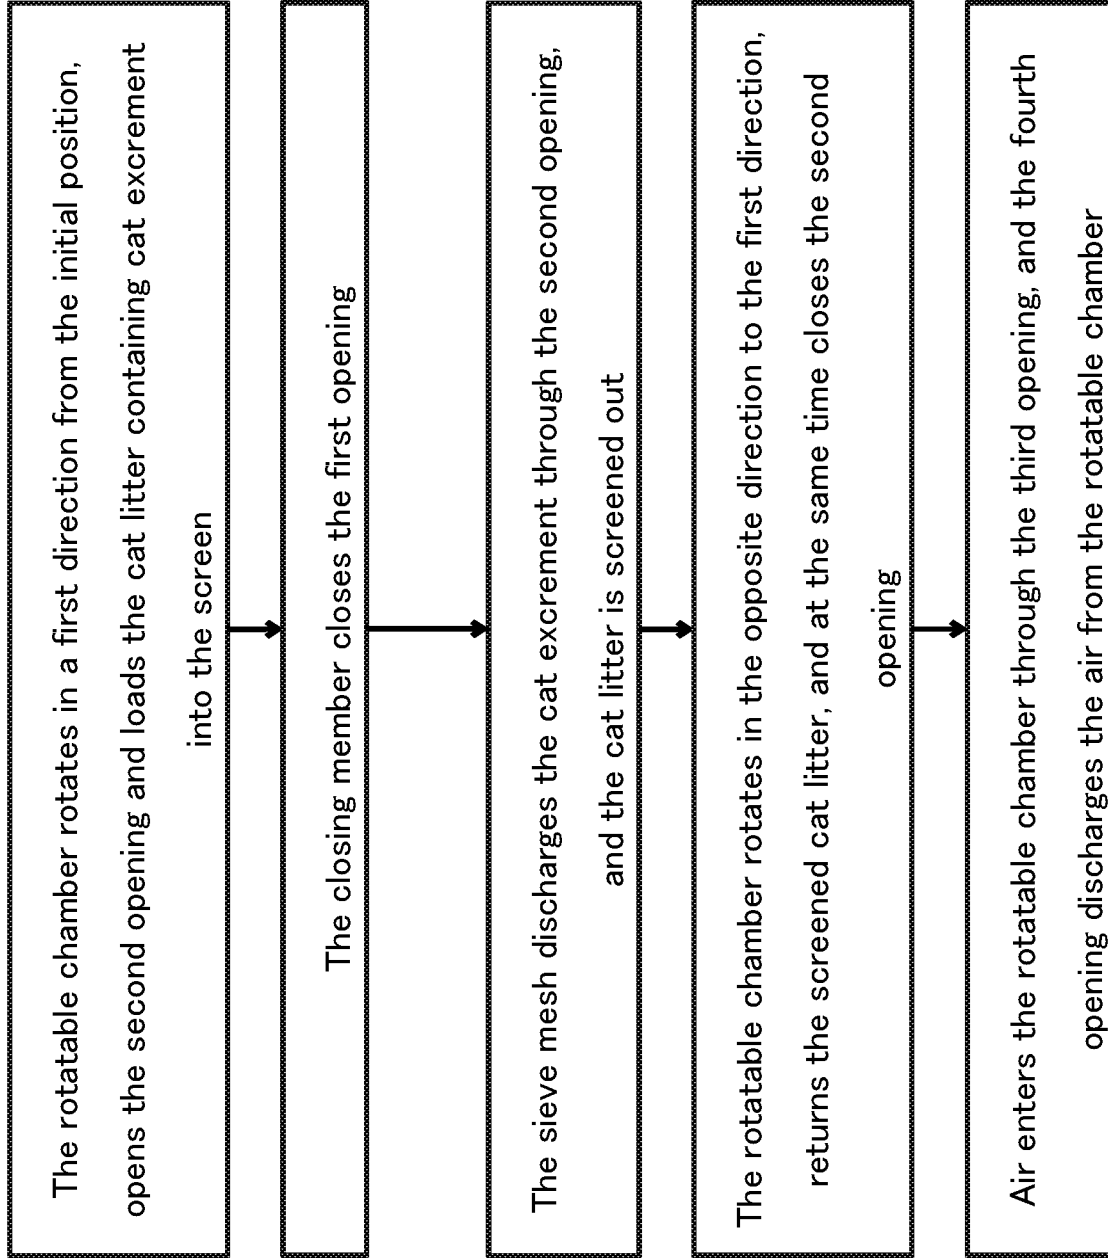 The rotatable chamber rotates in a first direction from the initial position,
opens the second opening and loads the cat litter containing cat excrement
into the screen
The closing member closes the first opening
The sieve mesh discharges the cat excrement through the second opening,
and the cat litter is screened out
The rotatable chamber rotates in the opposite direction to the first direction,
returns the screened cat litter, and at the same time closes the second
opening
Air enters the rotatable chamber through the third opening, and the fourth
opening discharges the air from the rotatable chamber